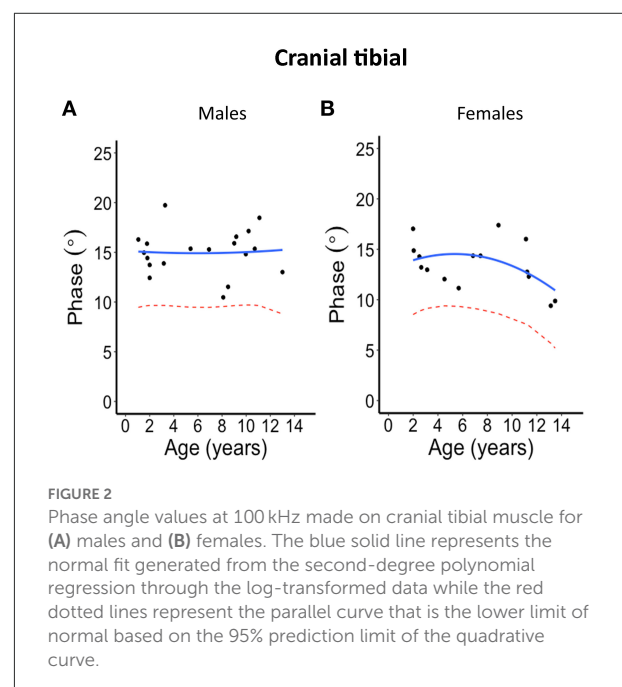 Cranial tibial
A
Males
B
Females
25
20
15
10
5
0
Phase (°)
0 2 4 6 8 10 12 14
Age (years)
25
20
15
10
5
0
Phase (°)
0 2 4 6 8 10 12 14
Age (years)
FIGURE 2
Phase angle values at 100 kHz made on cranial tibial muscle for
(A) males and (B) females. The blue solid line represents the
normal fit generated from the second-degree polynomial
regression through the log-transformed data while the red
dotted lines represent the parallel curve that is the lower limit of
normal based on the 95% prediction limit of the quadrative
curve.